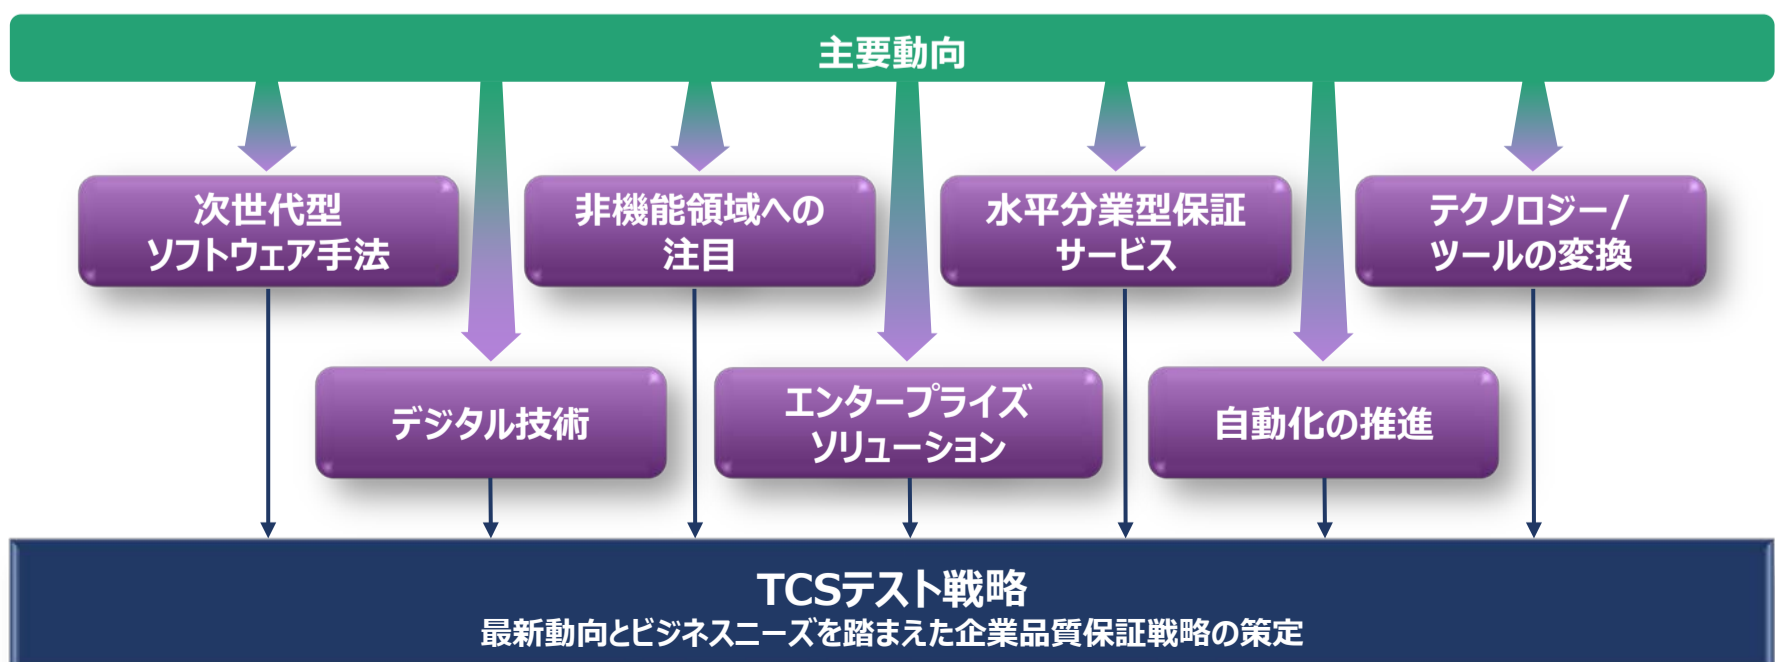 主要動向
次世代型
ソフトウェア手法
非機能領域への
注目
水平分業型保証
サービス
テクノロジー/
ツールの変換
デジタル技術
エンタープライズ
ソリューション
自動化の推進
TCSテスト戦略
最新動向とビジネスニーズを踏まえた企業品質保証戦略の策定